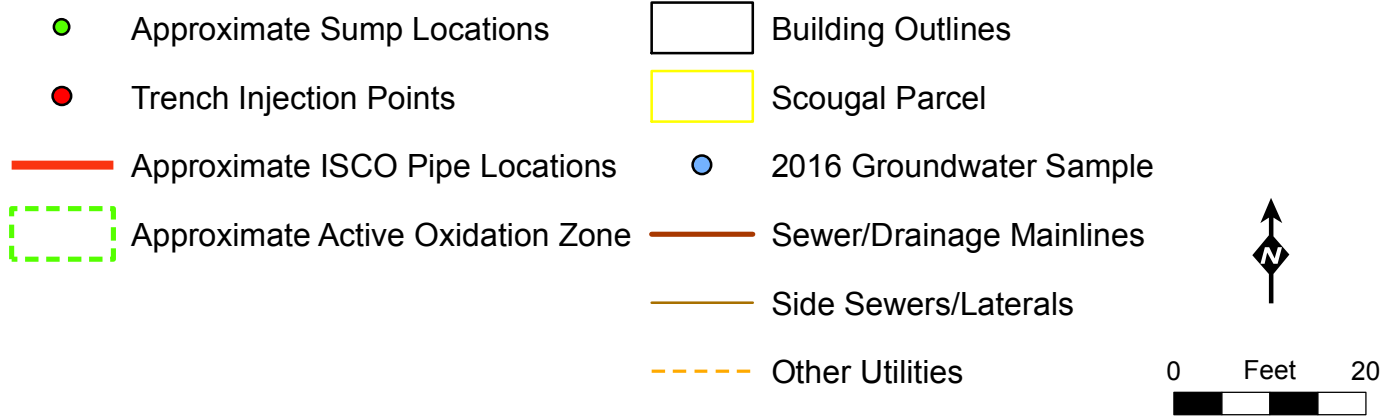 Approximate Sump Locations
Trench Injection Points
Approximate ISCO Pipe Locations
Approximate Active Oxidation Zone
Building Outlines
Scougal Parcel
2016 Groundwater Sample
Sewer/Drainage Mainlines
Side Sewers/Laterals
Other Utilities
N
0 Feet 20